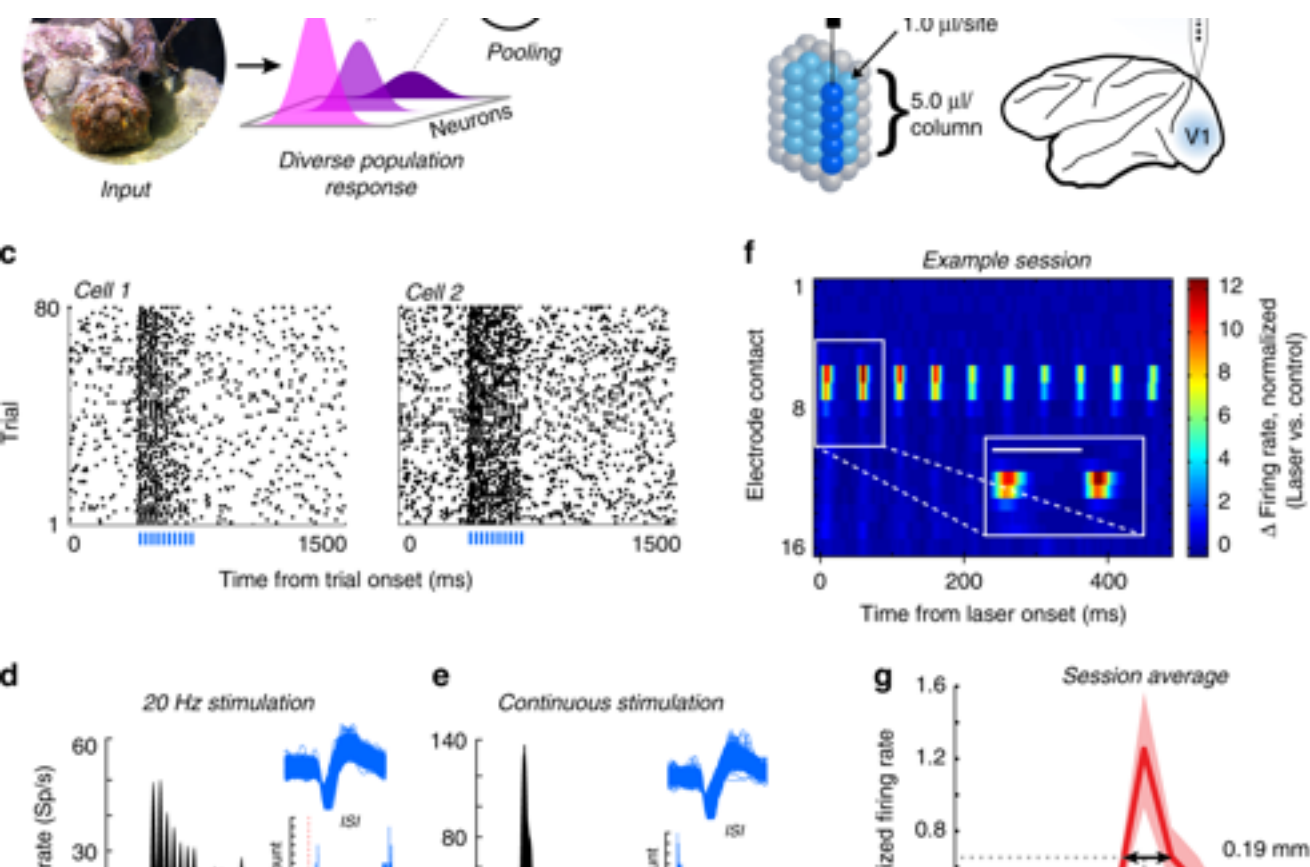 Pooling
Neurons
Diverse population
response
Input
1.0 µl/site
5.0 µl/
column
V1
c
Cell 1
Cell 2
80
Trial
1
0
1500
0
1500
Time from trial onset (ms)
f
Example session
1
8
16
Electrode contact
0
200
400
Time from laser onset (ms)
12
10
8
6
4
2
0
Δ Firing rate, normalized
(Laser vs. control)
d
20 Hz stimulation
60
30
rate (Sp/s)
ISI
e
Continuous stimulation
140
80
ISI
g
Session average
1.6
1.2
0.8
firing rate
0.19 mm